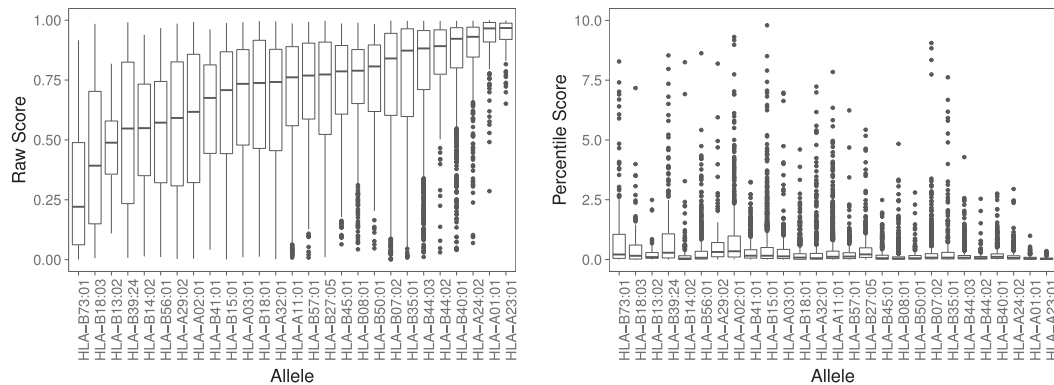 Raw Score
1.00
0.75
0.50
0.25
0.00
HLA−B73:01
HLA−B18:03
HLA−B13:02
HLA−B39:24
HLA−B14:02
HLA−B56:01
HLA−A29:02
HLA−A02:01
HLA−B41:01
HLA−B15:01
HLA−A03:01
HLA−B18:01
HLA−A32:01
HLA−A11:01
HLA−B57:01
HLA−B27:05
HLA−B45:01
HLA−B08:01
HLA−B50:01
HLA−B07:02
HLA−B35:01
HLA−B44:03
HLA−B44:02
HLA−B40:01
HLA−A24:02
HLA−A01:01
HLA−A23:01
Allele
Percentile Score
10.0
7.5
5.0
2.5
0.0
HLA−B73:01
HLA−B18:03
HLA−B13:02
HLA−B39:24
HLA−B14:02
HLA−B56:01
HLA−A29:02
HLA−A02:01
HLA−B41:01
HLA−B15:01
HLA−A03:01
HLA−B18:01
HLA−A32:01
HLA−A11:01
HLA−B57:01
HLA−B27:05
HLA−B45:01
HLA−B08:01
HLA−B50:01
HLA−B07:02
HLA−B35:01
HLA−B44:03
HLA−B44:02
HLA−B40:01
HLA−A24:02
HLA−A01:01
HLA−A23:01
Allele